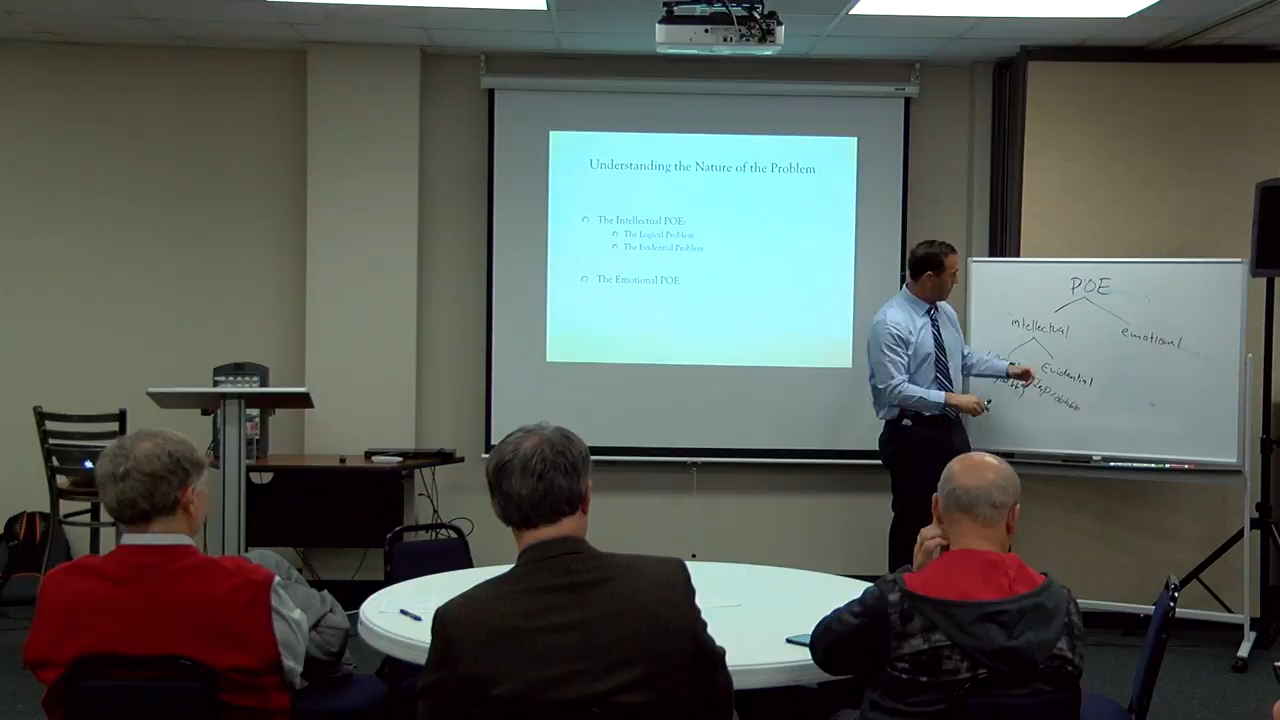 Understanding the Nature of the Problem
The Intellectual POE:
The Logical Problem
The Evidential Problem
The Emotional POE
POE
intellectual
emotional
Evidential